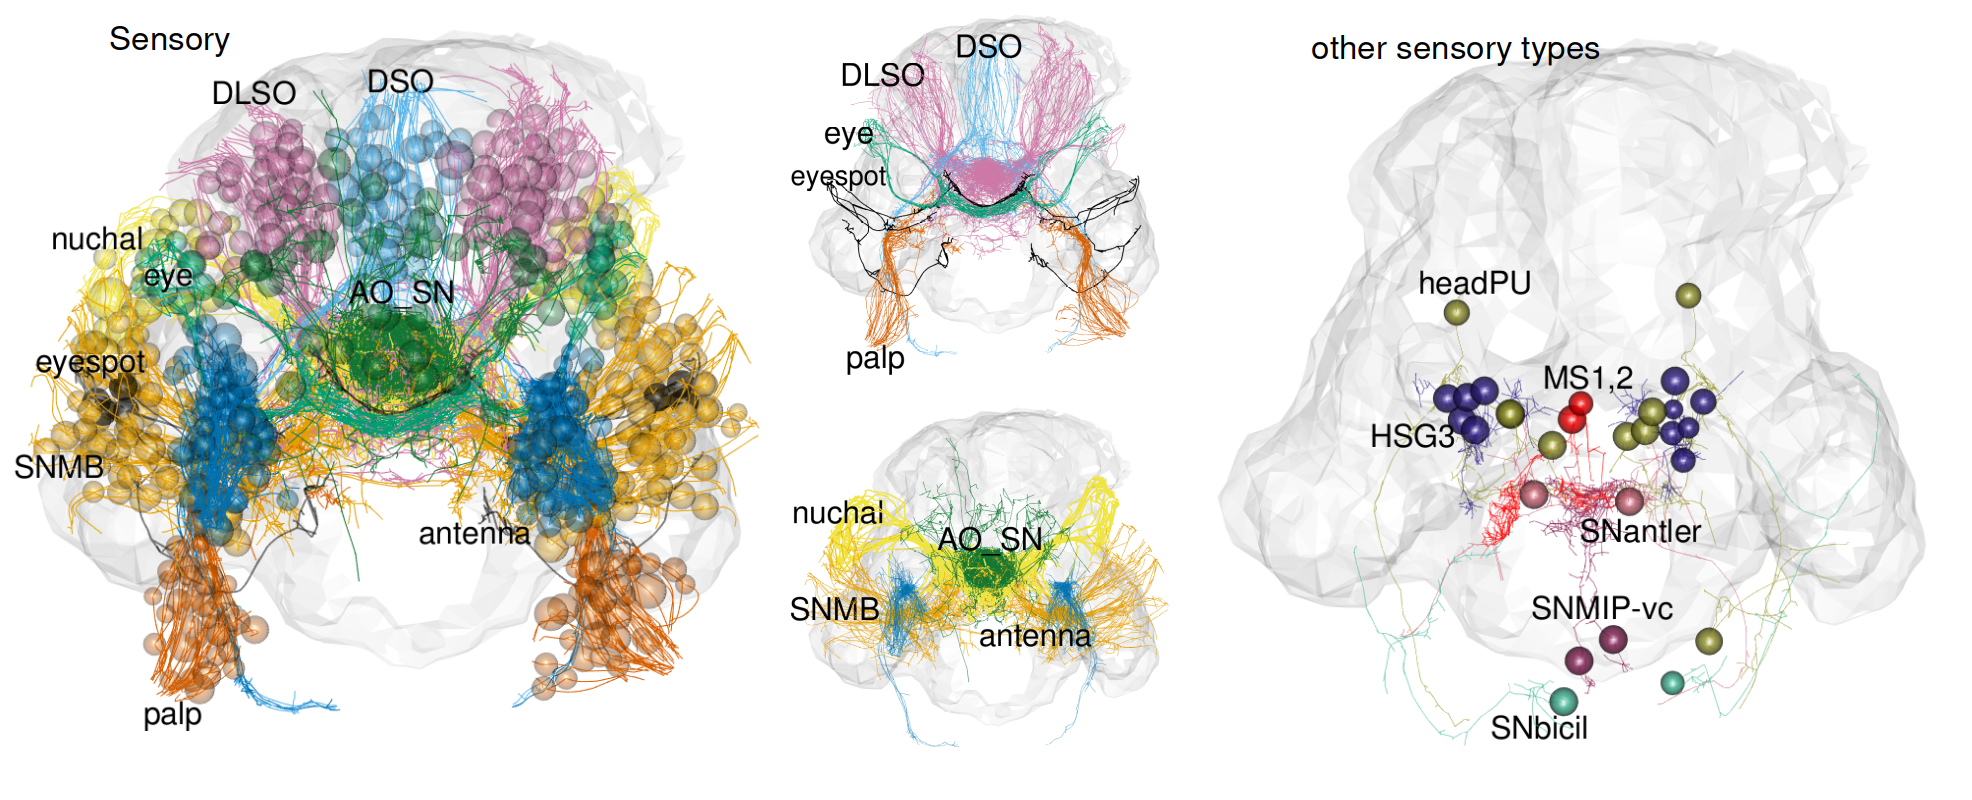 Sensory
DLSO
DSO
nuchal
eye
AO_SN
eyespot
SNMB
antenna
palp
DSO
DLSO
eye
eyespot
palp
nuchal
AO_SN
SNMB
antenna
other sensory types
headPU
MS1,2
HSG3
SNantler
SNMIP-vc
SNbicil